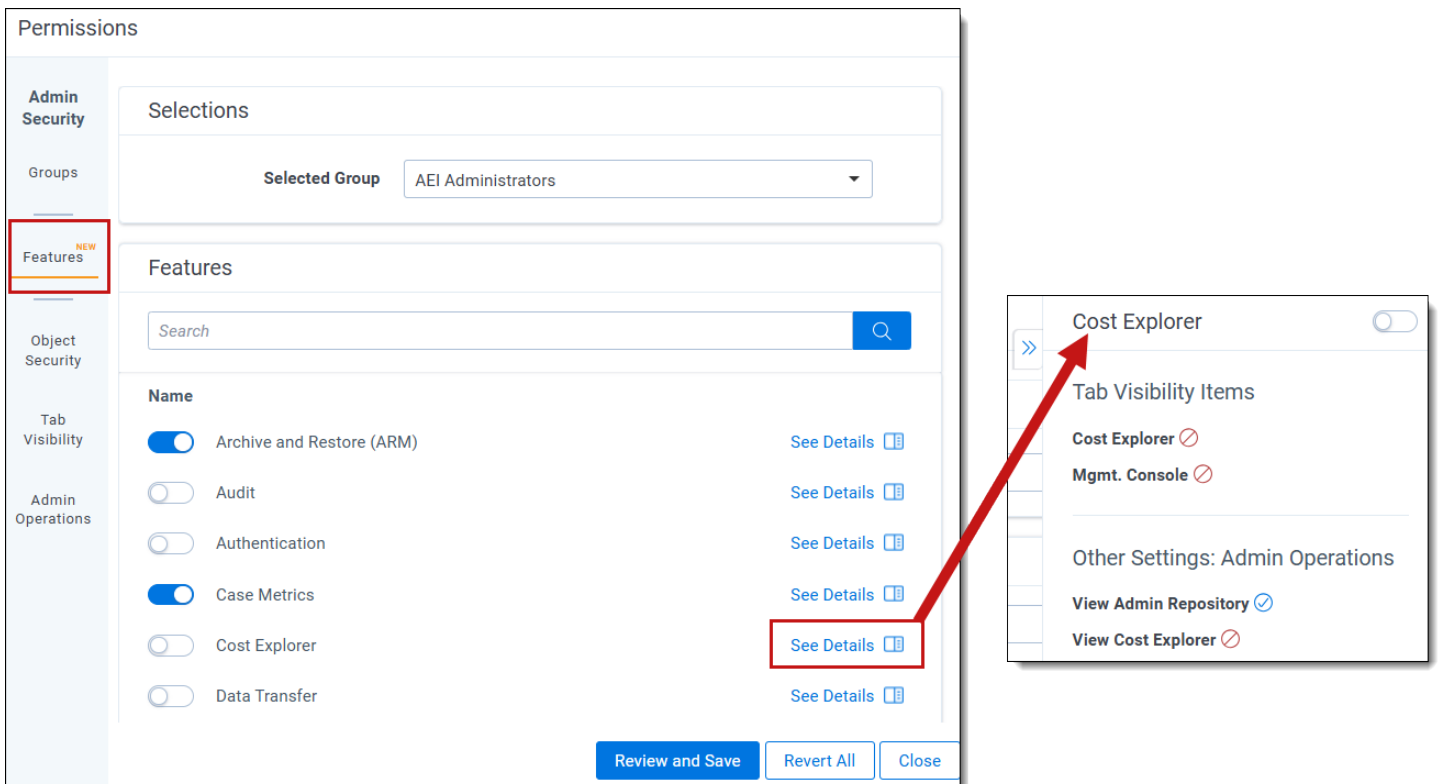 Permissions
Admin
Security
Groups
Features NEW
Object
Security
Tab
Visibility
Admin
Operations
Selections
Selected Group AEI Administrators
Features
Search
Name
Archive and Restore (ARM) See Details
Audit See Details
Authentication See Details
Case Metrics See Details
Cost Explorer See Details
Data Transfer See Details
Review and Save Revert All Close
Cost Explorer
Tab Visibility Items
Cost Explorer
Mgmt. Console
Other Settings: Admin Operations
View Admin Repository
View Cost Explorer